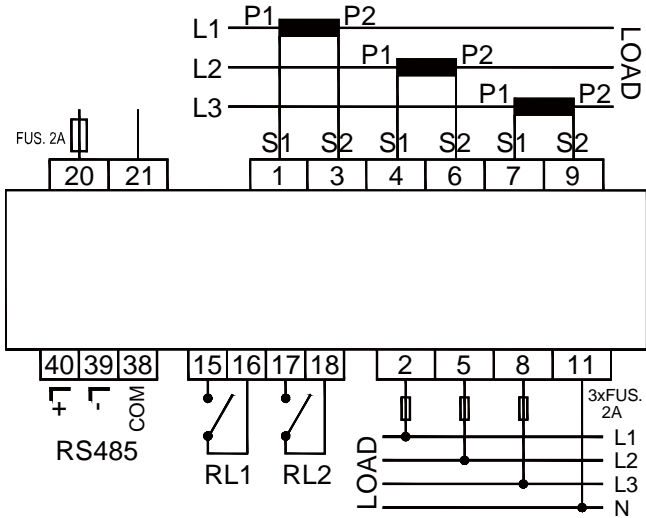 P1 P2
L1
P1 P2
L2
P1 P2
L3
LOAD
FUS. 2A
S1 S2 S1 S2 S1 S2
20 21 1 3 4 6 7 9
40 39 38 15 16 17 18 2 5 8 11
+ - COM
3xFUS.
2A
RS485
RL1 RL2
LOAD
L1
L2
L3
N